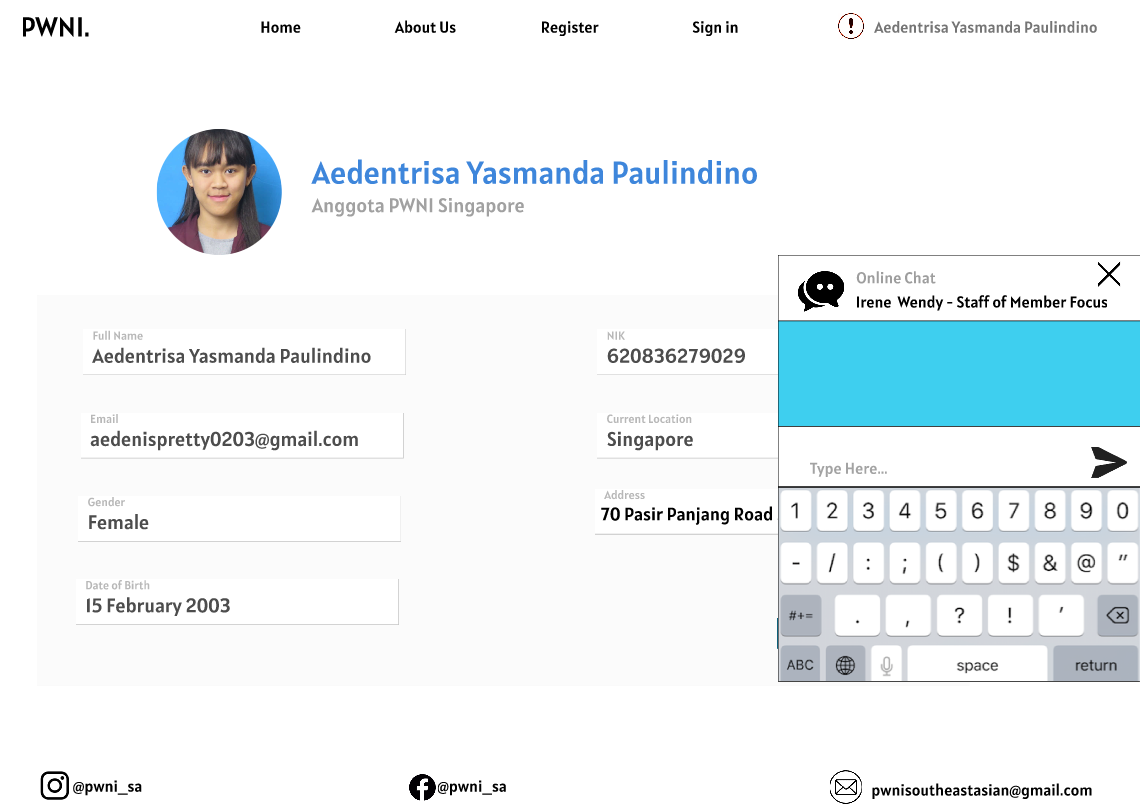 PWNI.
Home
About Us
Register
Sign in
Aedentrisa Yasmanda Paulindino
Aedentrisa Yasmanda Paulindino
Anggota PWNI Singapore
Online Chat
Irene Wendy - Staff of Member Focus
Full Name
Aedentrisa Yasmanda Paulindino
NIK
620836279029
Email
aedenispretty0203@gmail.com
Current Location
Singapore
Type Here...
Gender
Female
Address
70 Pasir Panjang Road
Date of Birth
15 February 2003
1 2 3 4 5 6 7 8 9 0
- / : ; ( ) $ & @ "
#+= . , ? ! '
ABC space return
@pwni_sa
@pwni_sa
pwnisoutheastasian@gmail.com